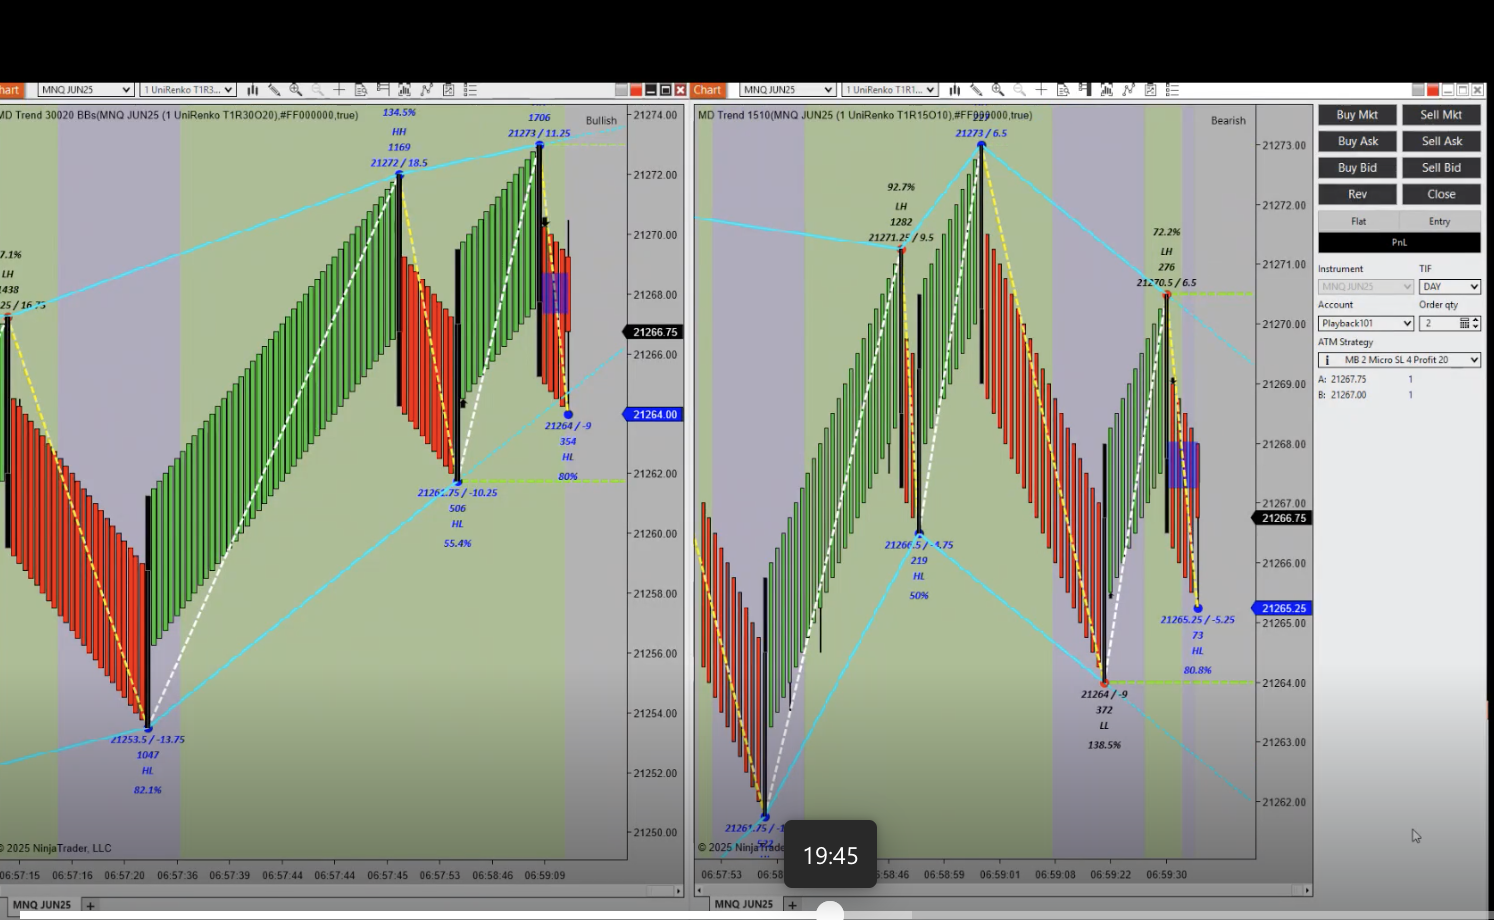 hart
MNQ JUN25
1 UniRenko T1R3...
MD Trend 30020 BBs(MNQ JUN25 (1 UniRenko T1R30O20),#FF000000,true)
Bullish
134.5%
HH
1169
21272 / 18.5
1706
21273 / 11.25
7.1%
LH
1438
21264 / -9
354
HL
80%
21261.75 / -10.25
506
HL
55.4%
21253.5 / -13.75
1047
HL
82.1%
21274.00
21272.00
21270.00
21268.00
21266.75
21266.00
21264.00
21262.00
21260.00
21258.00
21256.00
21254.00
21252.00
21250.00
© 2025 NinjaTrader, LLC
06:57:15
06:57:16
06:57:20
06:57:36
06:57:39
06:57:44
06:57:44
06:57:45
06:57:53
06:58:46
06:59:09
MNQ JUN25
+
Chart
MNQ JUN25
1 UniRenko T1R1...
MD Trend 1510(MNQ JUN25 (1 UniRenko T1R15O10),#FF000000,true)
Bearish
21273 / 6.5
92.7%
LH
1282
21271.25 / 9.5
72.2%
LH
276
21270.5 / 6.5
21266.5 / -4.75
219
HL
50%
21265.25 / -5.25
73
HL
80.8%
21264 / -9
372
LL
138.5%
21273.00
21272.00
21271.00
21270.00
21269.00
21268.00
21267.00
21266.75
21266.00
21265.25
21265.00
21264.00
21263.00
21262.00
© 2025 NinjaTrade
19:45
06:57:53
06:58:46
06:58:59
06:59:01
06:59:08
06:59:22
06:59:30
MNQ JUN25
+
Buy Mkt
Sell Mkt
Buy Ask
Sell Ask
Buy Bid
Sell Bid
Rev
Close
Flat
Entry
PnL
Instrument
TIF
MNQ JUN25
DAY
Account
Order qty
Playback101
2
ATM Strategy
MB 2 Micro SL 4 Profit 20
A: 21267.75 1
B: 21267.00 1